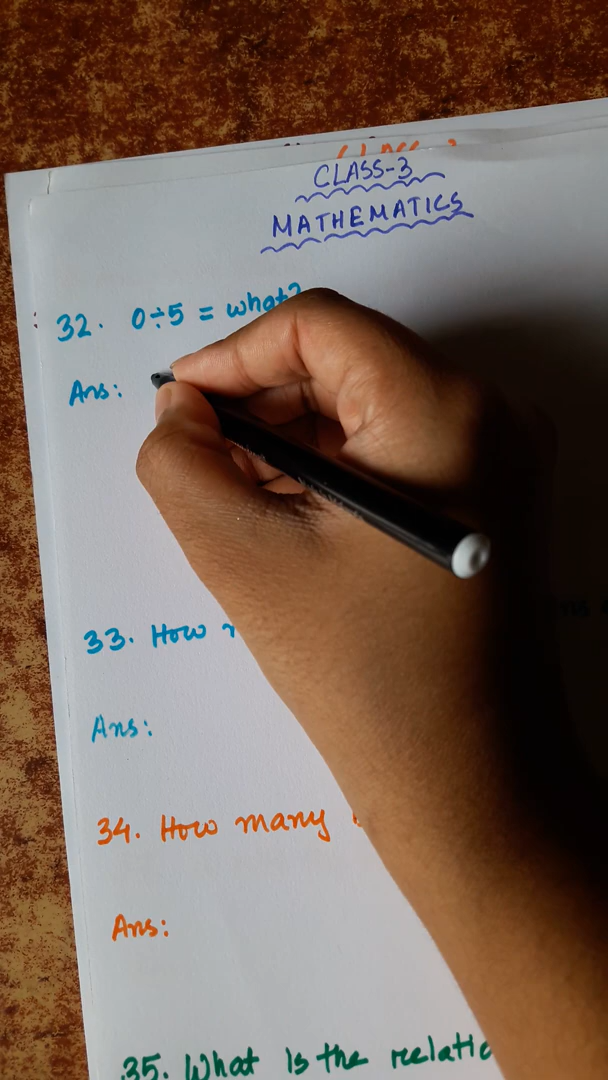 CLASS-3
MATHEMATICS
32. 0÷5 = what?
Ans:
33. How
Ans:
34. How many
Ans:
35. What is the